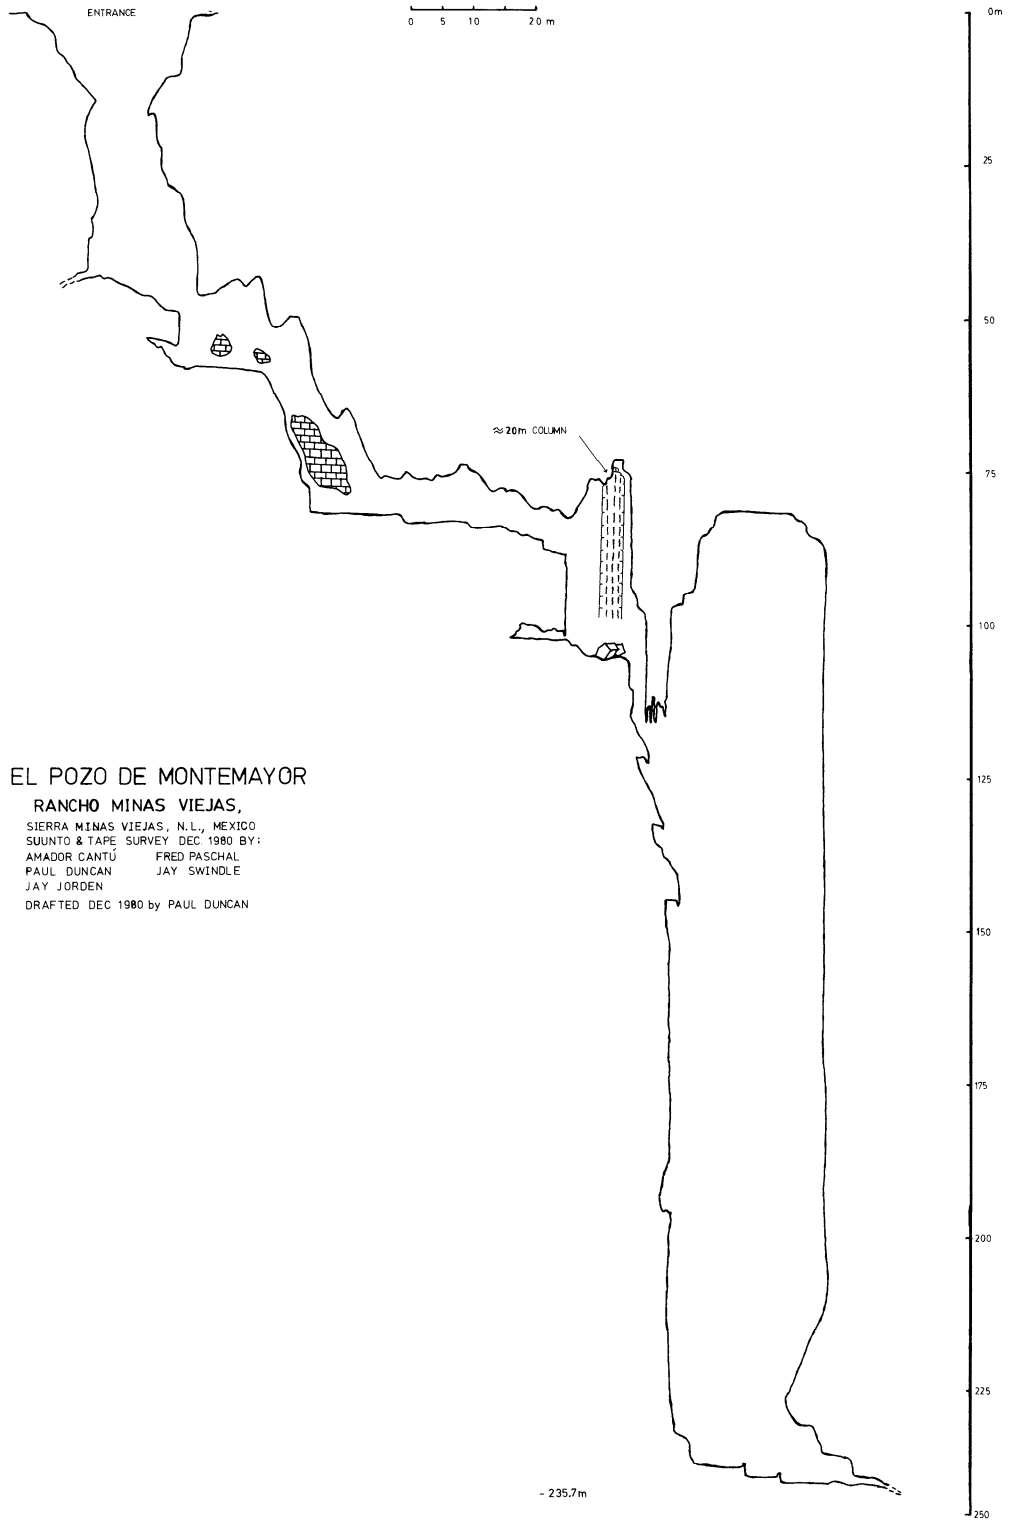 ENTRANCE
0 5 10 20 m
0m
25
50
≈ 20m COLUMN
75
100
EL POZO DE MONTEMAYOR
RANCHO MINAS VIEJAS,
SIERRA MINAS VIEJAS, N.L., MEXICO
SUUNTO & TAPE SURVEY DEC 1980 BY:
AMADOR CANTÚ FRED PASCHAL
PAUL DUNCAN JAY SWINDLE
JAY JORDEN
DRAFTED DEC 1980 by PAUL DUNCAN
125
150
175
200
225
- 235.7m
250